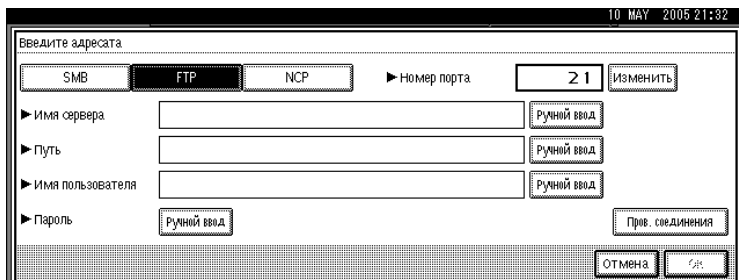 10 MAY 2005 21:32
Введите адресата
SMB FTP NCP ►Номер порта 21 Изменить
►Имя сервера Ручной ввод
►Путь Ручной ввод
►Имя пользователя Ручной ввод
►Пароль Ручной ввод Пров. соединения
Отмена OK